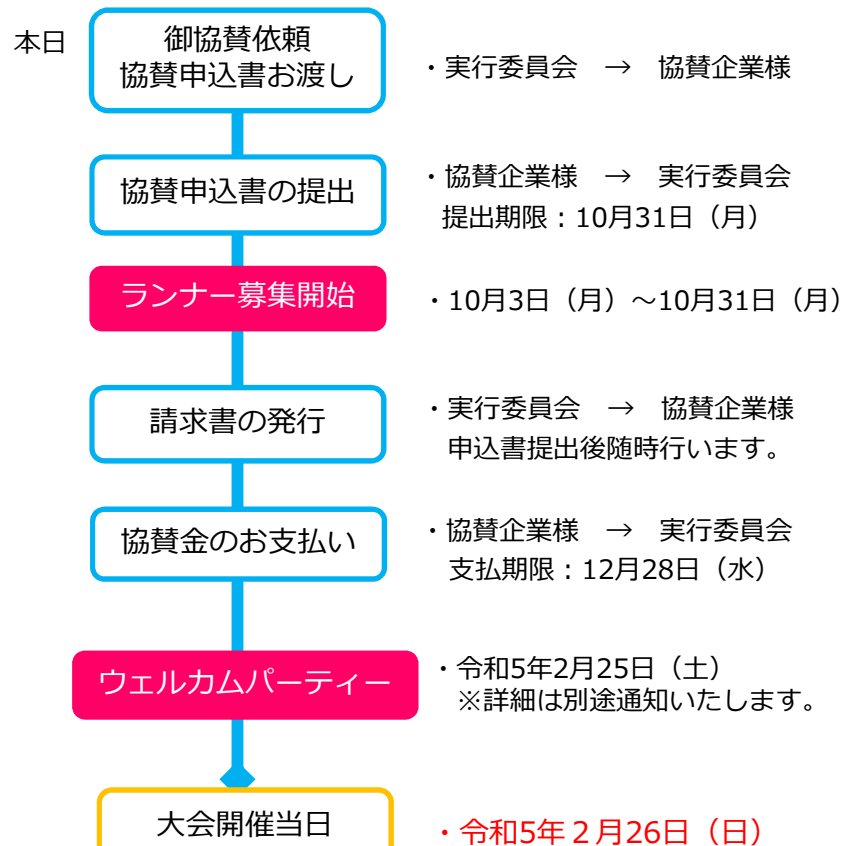 本日
御協賛依頼
協賛申込書お渡し
・実行委員会　→　協賛企業様
協賛申込書の提出
・協賛企業様　→　実行委員会
提出期限：10月31日（月）
ランナー募集開始
・10月3日（月）～10月31日（月）
請求書の発行
・実行委員会　→　協賛企業様
申込書提出後随時行います。
協賛金のお支払い
・協賛企業様　→　実行委員会
支払期限：12月28日（水）
ウェルカムパーティー
・令和5年2月25日（土）
※詳細は別途通知いたします。
大会開催当日
・令和5年２月26日（日）